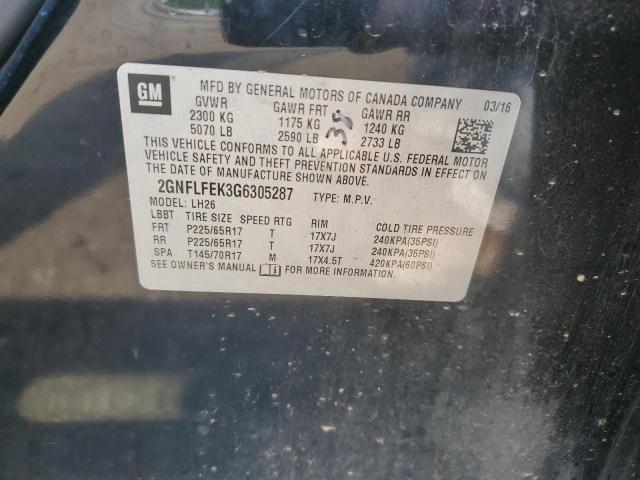 GM
MFD BY GENERAL MOTORS OF CANADA COMPANY 03/16
GVWR GAWR FRT GAWR RR
2300 KG 1175 KG 1240 KG
5070 LB 2590 LB 2733 LB
38
THIS VEHICLE CONFORMS TO ALL APPLICABLE U.S. FEDERAL MOTOR
VEHICLE SAFETY AND THEFT PREVENTION STANDARDS IN EFFECT ON
THE DATE OF MANUFACTURE SHOWN ABOVE.
2GNFLFEK3G6305287 TYPE: M.P.V.
MODEL: LH26
LBBT TIRE SIZE SPEED RTG RIM COLD TIRE PRESSURE
FRT P225/65R17 T 17X7J 240KPA(35PSI)
RR P225/65R17 T 17X7J 240KPA(35PSI)
SPA T145/70R17 M 17X4.5T 420KPA(60PSI)
SEE OWNER'S MANUAL FOR MORE INFORMATION.